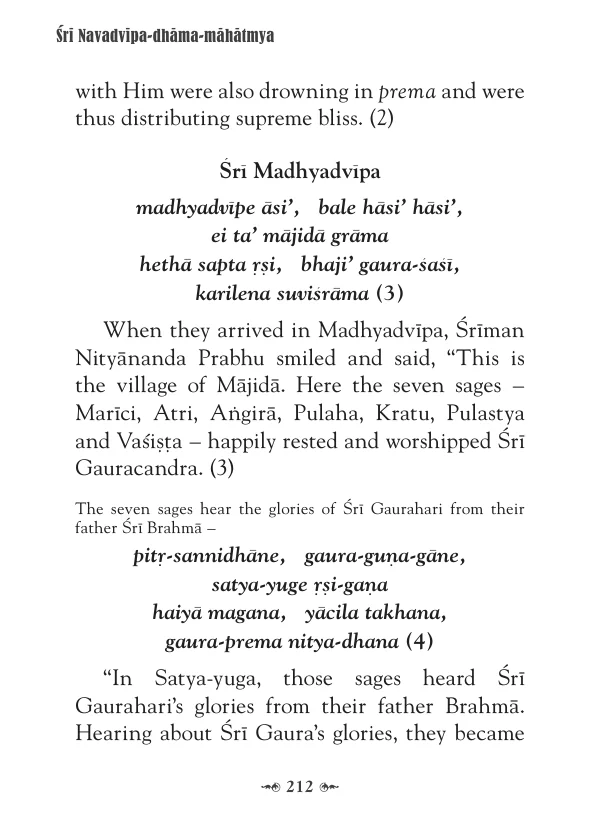 Śrī Navadvīpa-dhāma-māhātmya
with Him were also drowning in prema and were
thus distributing supreme bliss. (2)
Śrī Madhyadvīpa
madhyadvīpe āsi’, bale hāsi’ hāsi’,
ei ta’ mājidā grāma
hethā sapta ṛṣi, bhaji’ gaura-śaśī,
karilena suviśrāma (3)
When they arrived in Madhyadvīpa, Śrīman
Nityānanda Prabhu smiled and said, “This is
the village of Mājidā. Here the seven sages –
Marīci, Atri, Aṅgirā, Pulaha, Kratu, Pulastya
and Vaśiṣṭa – happily rested and worshipped Śrī
Gauracandra. (3)
The seven sages hear the glories of Śrī Gaurahari from their
father Śrī Brahmā –
pitṛ-sannidhāne, gaura-guṇa-gāne,
satya-yuge ṛṣi-gaṇa
haiyā magana, yācila takhana,
gaura-prema nitya-dhana (4)
“In Satya-yuga, those sages heard Śrī
Gaurahari’s glories from their father Brahmā.
Hearing about Śrī Gaura’s glories, they became
212